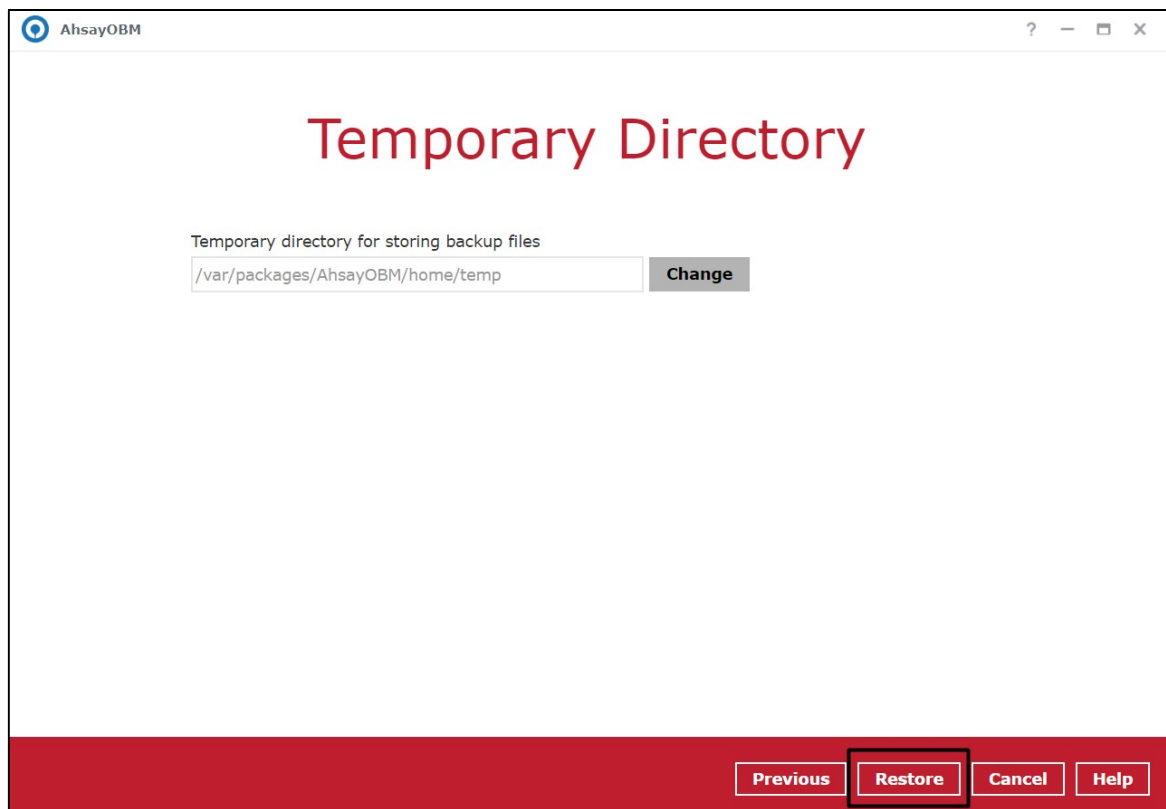 AhsayOBM
Temporary Directory
Temporary directory for storing backup files
/var/packages/AhsayOBM/home/temp Change
Previous Restore Cancel Help